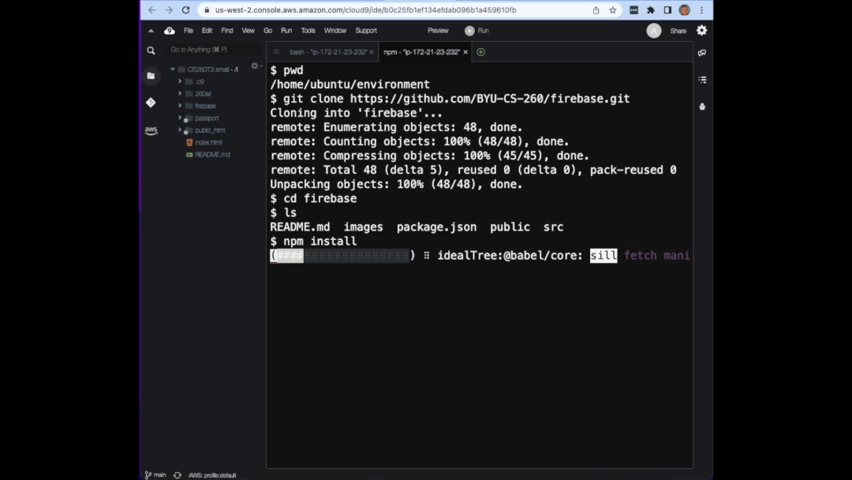 us-west-2.console.aws.amazon.com/cloud9/ide/b0c25fb1ef134efdab096b1a459610fb
File Edit Find View Go Run Tools Window Support Preview Run Share
Go to Anything (⌘ P)
bash - "ip-172-21-23-232" npm - "ip-172-21-23-232"
.c9
260all
firebase
passport
public_html
index.html
README.md
$ pwd
/home/ubuntu/environment
$ git clone https://github.com/BYU-CS-260/firebase.git
Cloning into 'firebase'...
remote: Enumerating objects: 48, done.
remote: Counting objects: 100% (48/48), done.
remote: Compressing objects: 100% (45/45), done.
remote: Total 48 (delta 5), reused 0 (delta 0), pack-reused 0
Unpacking objects: 100% (48/48), done.
$ cd firebase
$ ls
README.md images package.json public src
$ npm install
(####################) ⠿ idealTree:@babel/core: sill fetch mani
main AWS: profile:default